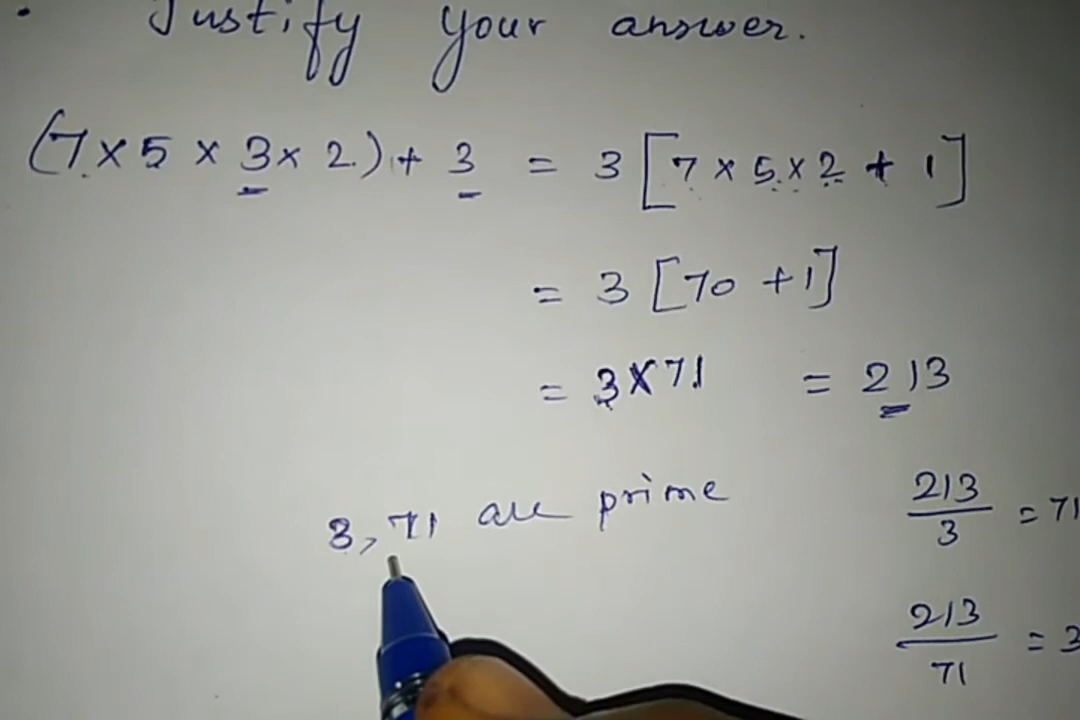 Justify your answer.
(7 × 5 × 3 × 2) + 3 = 3 [7 × 5 × 2 + 1]
= 3 [70 + 1]
= 3 × 71 = 213
3, 71 are prime
213/3 = 71
213/71 = 3